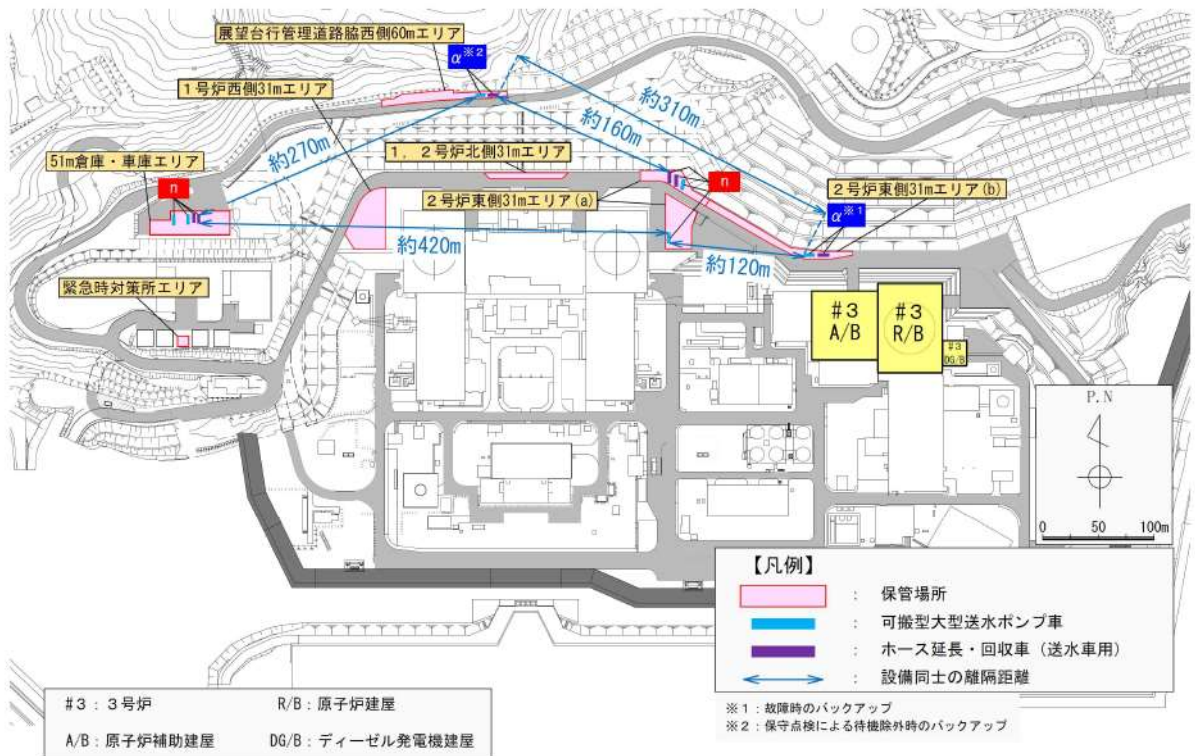 展望台行管理道路脇西側60mエリア
α※2
1号炉西側31mエリア
約310m
約160m
約270m
1,2号炉北側31mエリア
51m倉庫・車庫エリア
n
n
2号炉東側31mエリア(b)
2号炉東側31mエリア(a)
α※1
約420m
約120m
緊急時対策所エリア
#3
A/B
#3
R/B
#3
DG/B
P.N
0 50 100m
【凡例】
: 保管場所
: 可搬型大型送水ポンプ車
: ホース延長・回収車(送水車用)
: 設備同士の離隔距離
#3:3号炉 R/B:原子炉建屋
A/B:原子炉補助建屋 DG/B:ディーゼル発電機建屋
※1:故障時のバックアップ
※2:保守点検による待機除外時のバックアップ